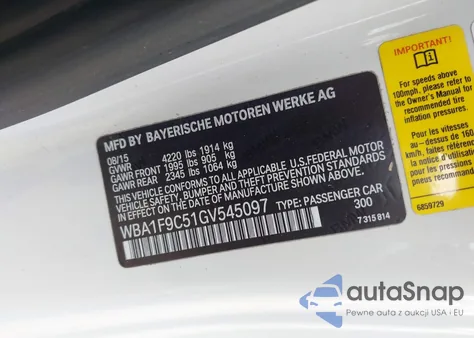 MFD BY BAYERISCHE MOTOREN WERKE AG
08/15
GVWR 4220 lbs 1914 kg
GAWR FRONT 1995 lbs 905 kg
GAWR REAR 2345 lbs 1064 kg
THIS VEHICLE CONFORMS TO ALL APPLICABLE U.S. FEDERAL MOTOR
VEHICLE SAFETY, BUMPER, AND THEFT PREVENTION STANDARDS
IN EFFECT ON THE DATE OF MANUFACTURE SHOWN ABOVE.
WBA1F9C51GV545097 TYPE: PASSENGER CAR
300
7 315 814
IMPORTANT!
For speeds above
100mph, please refer to
the Owner's Manual for
recommended tire
inflation pressures.
Pour les vitesses
au-dessus de 160
6859729
autaSnap
Pewne auta z aukcji USA i EU